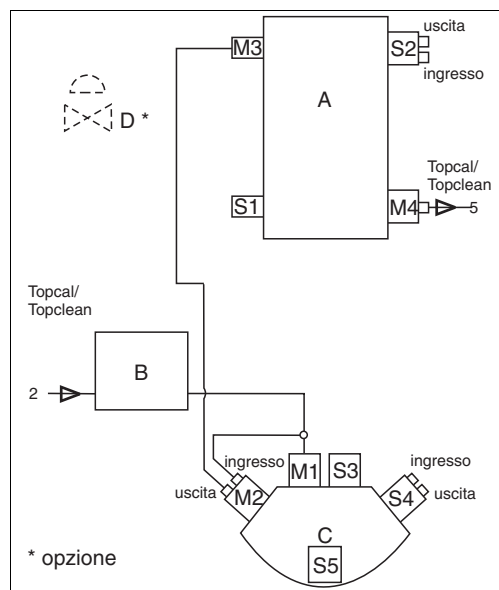 M3
S2
uscita
ingresso
D *
A
Topcal/
Topclean
S1
M4
5
Topcal/
Topclean
2
B
ingresso
uscita
M2
M1
S3
S4
ingresso
uscita
C
S5
* opzione